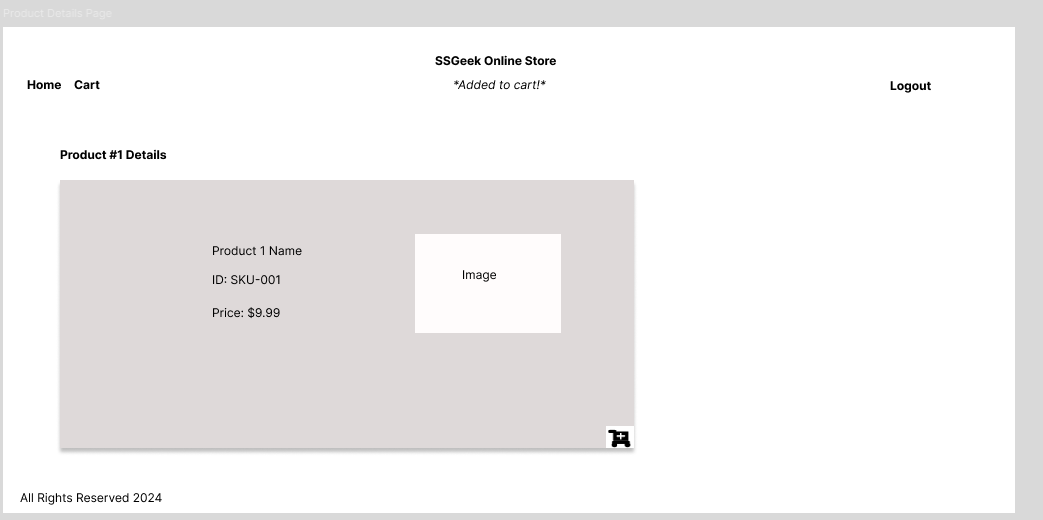 Product Details Page
SSGeek Online Store
Home Cart
*Added to cart!*
Logout
Product #1 Details
Product 1 Name
ID: SKU-001
Price: $9.99
Image
All Rights Reserved 2024